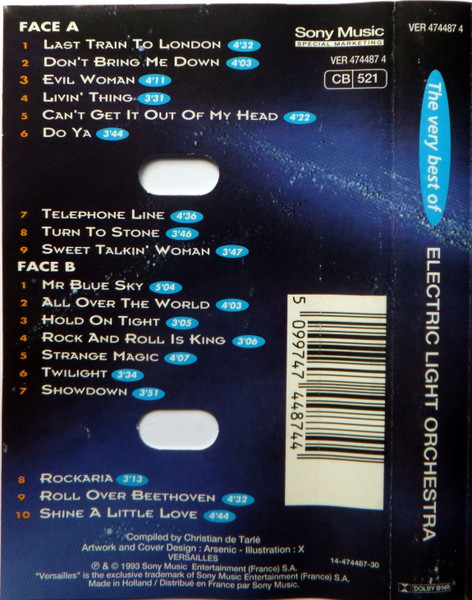 FACE A
1 LAST TRAIN TO LONDON 4'32
2 DON'T BRING ME DOWN 4'03
3 EVIL WOMAN 4'11
4 LIVIN' THING 3'31
5 CAN'T GET IT OUT OF MY HEAD 4'22
6 DO YA 3'44
7 TELEPHONE LINE 4'36
8 TURN TO STONE 3'46
9 SWEET TALKIN' WOMAN 3'47
FACE B
1 MR BLUE SKY 5'04
2 ALL OVER THE WORLD 4'03
3 HOLD ON TIGHT 3'05
4 ROCK AND ROLL IS KING 3'06
5 STRANGE MAGIC 4'07
6 TWILIGHT 3'34
7 SHOWDOWN 3'51
8 ROCKARIA 3'13
9 ROLL OVER BEETHOVEN 4'32
10 SHINE A LITTLE LOVE 4'44
Compiled by Christian de Tarlé
Artwork and Cover Design : Arsenic - Illustration : X
VERSAILLES
14-474487-30
℗ & © 1993 Sony Music Entertainment (France) S.A.
"Versailles" is the exclusive trademark of Sony Music Entertainment (France) S.A.
Made in Holland / Distribué en France par Sony Music.
Sony Music
SPECIAL MARKETING
VER 474487 4
CB 521
5 099747 448744
VER 474487 4
The very best of
ELECTRIC LIGHT ORCHESTRA
DOLBY B NR